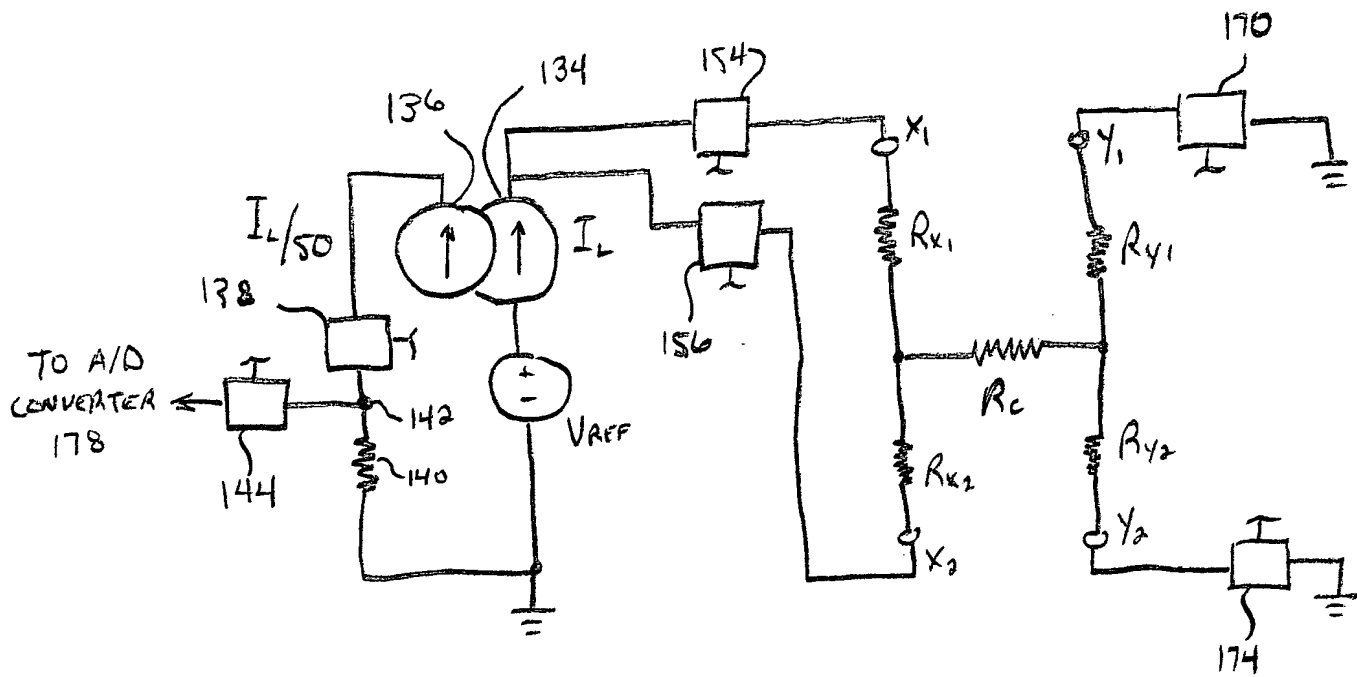 170
154
134
136
X1
Y1
IL/50
IL
RX1
RY1
138
156
TO A/D
CONVERTER
178
142
RC
+
-
VREF
140
RX2
RY2
144
X2
Y2
174